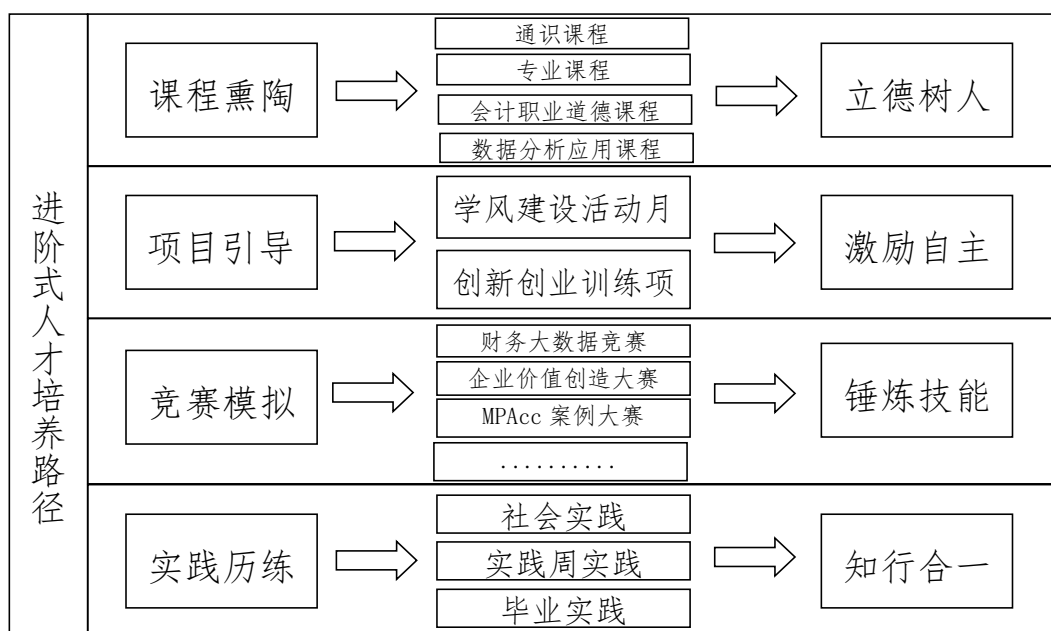 进阶式人才培养路径
课程熏陶
通识课程
专业课程
会计职业道德课程
数据分析应用课程
立德树人
项目引导
学风建设活动月
创新创业训练项
激励自主
竞赛模拟
财务大数据竞赛
企业价值创造大赛
MPAcc 案例大赛
..........
锤炼技能
实践历练
社会实践
实践周实践
毕业实践
知行合一